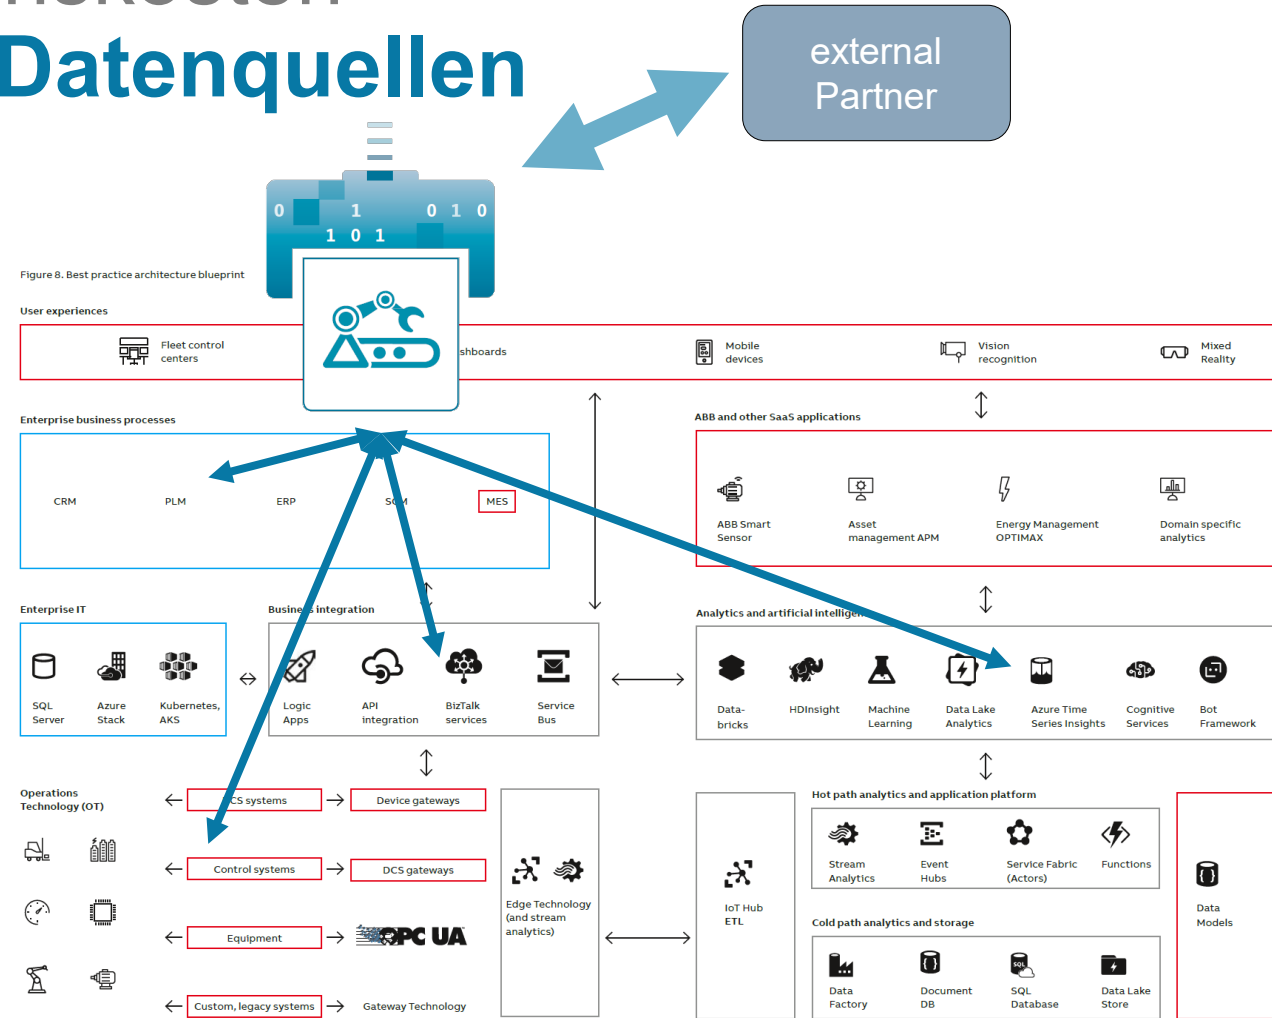 Datenquellen
external
Partner
0 1 0 1 0
1 0 1
Figure 8. Best practice architecture blueprint
User experiences
Fleet control
centers
Mobile
devices
Vision
recognition
Mixed
Reality
Enterprise business processes
ABB and other SaaS applications
CRM
PLM
ERP
MES
ABB Smart
Sensor
Asset
management APM
Energy Management
OPTIMAX
Domain specific
analytics
Enterprise IT
Business integration
Analytics and artificial
SQL
Server
Azure
Stack
Kubernetes,
AKS
Logic
Apps
API
integration
BizTalk
services
Service
Bus
Data-
bricks
HDInsight
Machine
Learning
Data Lake
Analytics
Azure Time
Series Insights
Cognitive
Services
Bot
Framework
Operations
Technology (OT)
CS systems
Device gateways
Control systems
DCS gateways
Equipment
OPC UA
Custom, legacy systems
Gateway Technology
Edge Technology
(and stream
analytics)
IoT Hub
ETL
Hot path analytics and application platform
Stream
Analytics
Event
Hubs
Service Fabric
(Actors)
Functions
Cold path analytics and storage
Data
Factory
Document
DB
SQL
SQL
Database
Data Lake
Store
Data
Models